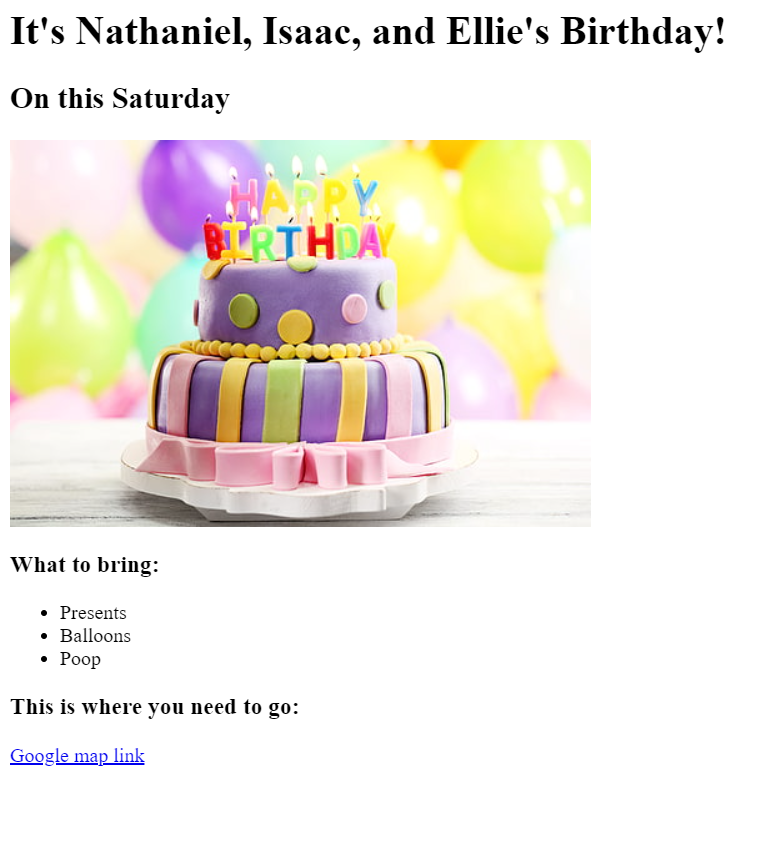 It's Nathaniel, Isaac, and Ellie's Birthday!
On this Saturday
HAPPY
BIRTHDAY
What to bring:
Presents
Balloons
Poop
This is where you need to go:
Google map link